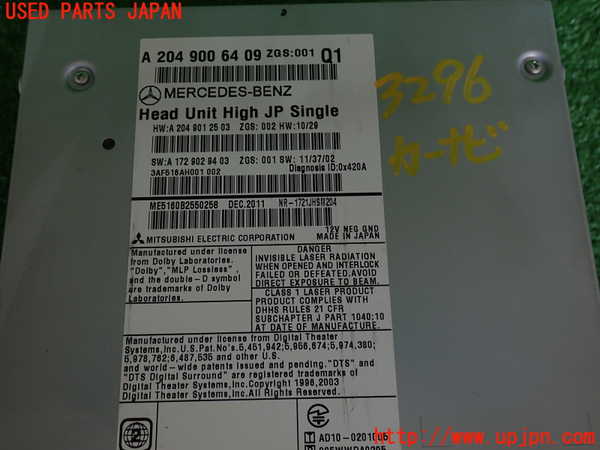 USED PARTS JAPAN
A 204 900 64 09 ZGS:001 Q1
MERCEDES-BENZ
Head Unit High JP Single
HW:A 204 901 25 03 ZGS: 002 HW:10/29
SW:A 172 902 94 03 ZGS: 001 SW: 11/37/02
3AF516AH001 002 Diagnosis ID:0x420A
ME5160B2550258 DEC.2011 NR-1721JHSW204
12V NEG GND
MITSUBISHI ELECTRIC CORPORATION MADE IN JAPAN
Manufactured under license
from Dolby Laboratories.
"Dolby", "MLP Lossless",
and the double-D symbol
are trademarks of Dolby
Laboratories.
DANGER
INVISIBLE LASER RADIATION
WHEN OPENED AND INTERLOCK
FAILED OR DEFEATED.AVOID
DIRECT EXPOSURE TO BEAM.
CLASS 1 LASER PRODUCT
PRODUCT COMPLIES WITH
DHHS RULES 21 CFR
SUBCHAPTER J PART 1040:10
AT DATE OF MANUFACTURE.
Manufactured under license from Digital Theater
Systems,Inc.U.S.Pat.No's.5,451,942;5,956,674;5,974,380;
5,978,762;6,487,535 and other U.S.
and world-wide patents issued and pending."DTS" and
"DTS Digital Surround" are registered trademarks of
Digital Theater Systems,Inc.Copyright 1996,2003
Digital Theater Systems,Inc.All Rights Reserved.
3296
カーナビ
R
AD10-0201005
http://www.upjpn.com/